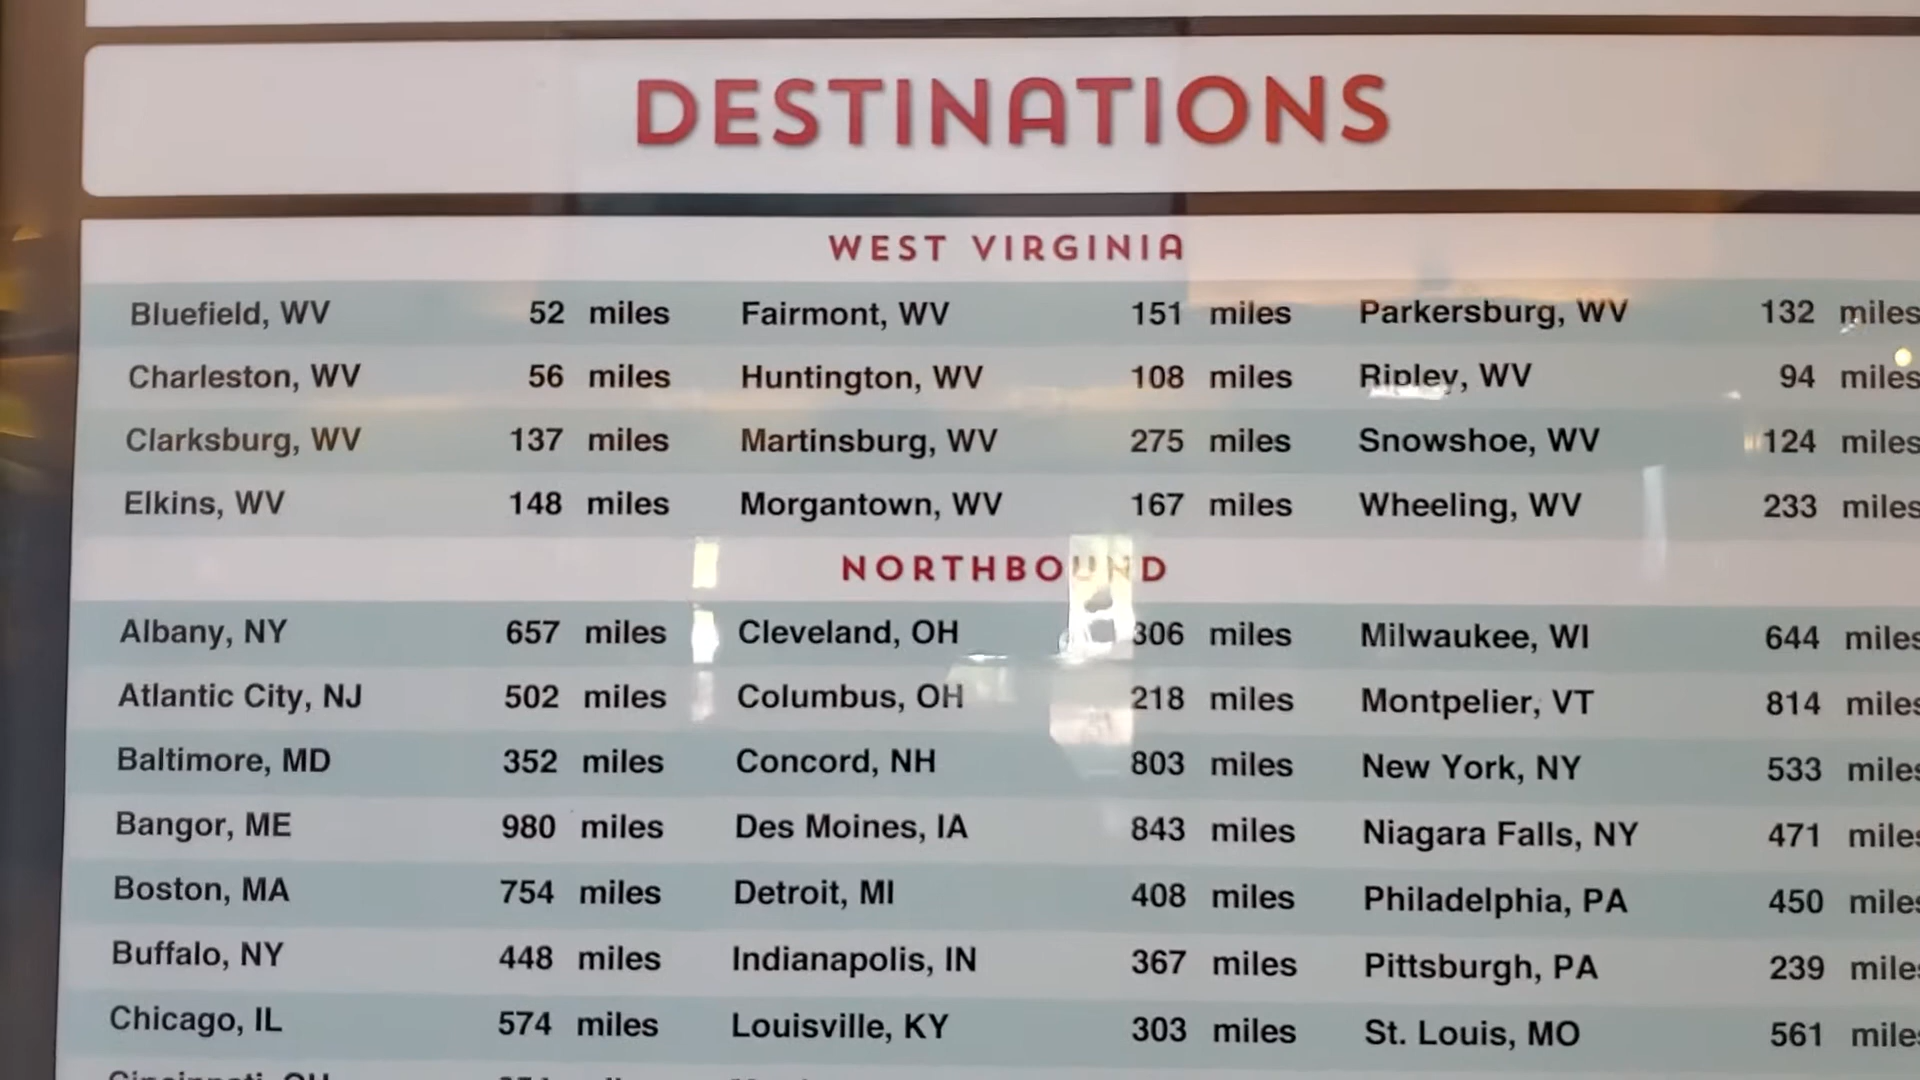 DESTINATIONS
WEST VIRGINIA
Bluefield, WV 52 miles Fairmont, WV 151 miles Parkersburg, WV 132 miles
Charleston, WV 56 miles Huntington, WV 108 miles Ripley, WV 94 miles
Clarksburg, WV 137 miles Martinsburg, WV 275 miles Snowshoe, WV 124 miles
Elkins, WV 148 miles Morgantown, WV 167 miles Wheeling, WV 233 miles
NORTHBOUND
Albany, NY 657 miles Cleveland, OH 306 miles Milwaukee, WI 644 miles
Atlantic City, NJ 502 miles Columbus, OH 218 miles Montpelier, VT 814 miles
Baltimore, MD 352 miles Concord, NH 803 miles New York, NY 533 miles
Bangor, ME 980 miles Des Moines, IA 843 miles Niagara Falls, NY 471 miles
Boston, MA 754 miles Detroit, MI 408 miles Philadelphia, PA 450 miles
Buffalo, NY 448 miles Indianapolis, IN 367 miles Pittsburgh, PA 239 miles
Chicago, IL 574 miles Louisville, KY 303 miles St. Louis, MO 561 miles